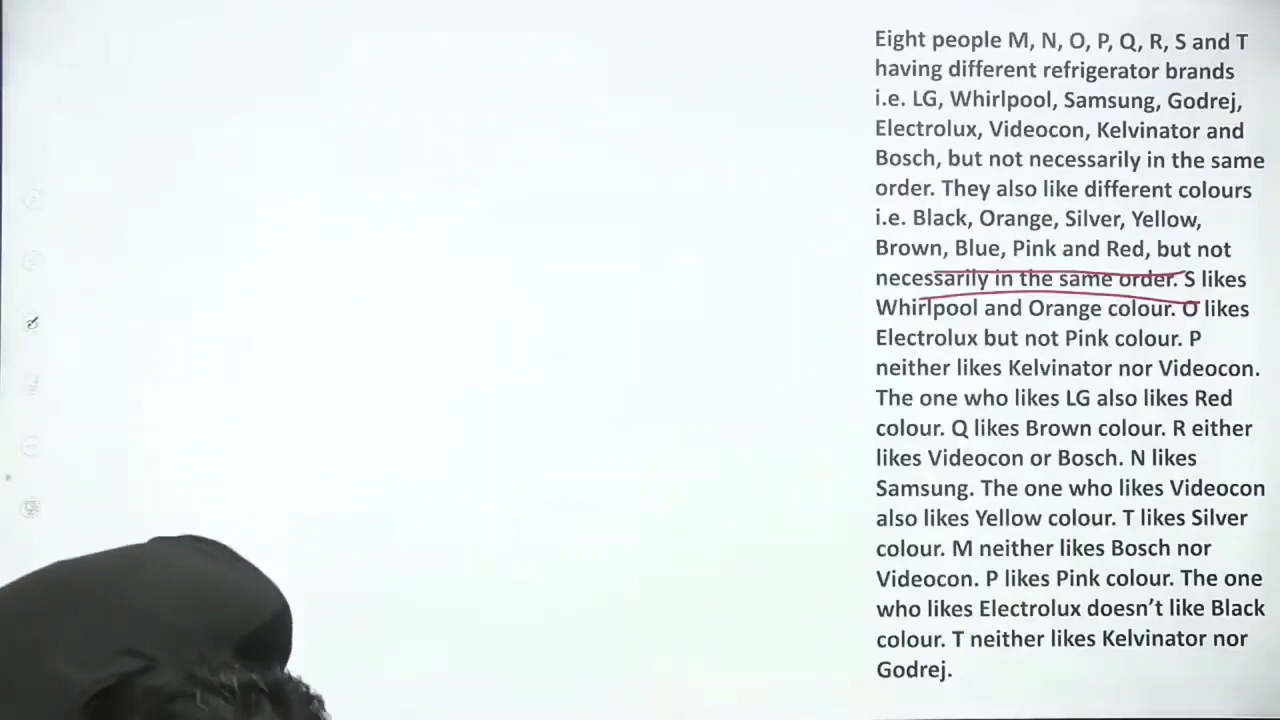 Eight people M, N, O, P, Q, R, S and T
having different refrigerator brands
i.e. LG, Whirlpool, Samsung, Godrej,
Electrolux, Videocon, Kelvinator and
Bosch, but not necessarily in the same
order. They also like different colours
i.e. Black, Orange, Silver, Yellow,
Brown, Blue, Pink and Red, but not
necessarily in the same order. S likes
Whirlpool and Orange colour. O likes
Electrolux but not Pink colour. P
neither likes Kelvinator nor Videocon.
The one who likes LG also likes Red
colour. Q likes Brown colour. R either
likes Videocon or Bosch. N likes
Samsung. The one who likes Videocon
also likes Yellow colour. T likes Silver
colour. M neither likes Bosch nor
Videocon. P likes Pink colour. The one
who likes Electrolux doesn’t like Black
colour. T neither likes Kelvinator nor
Godrej.